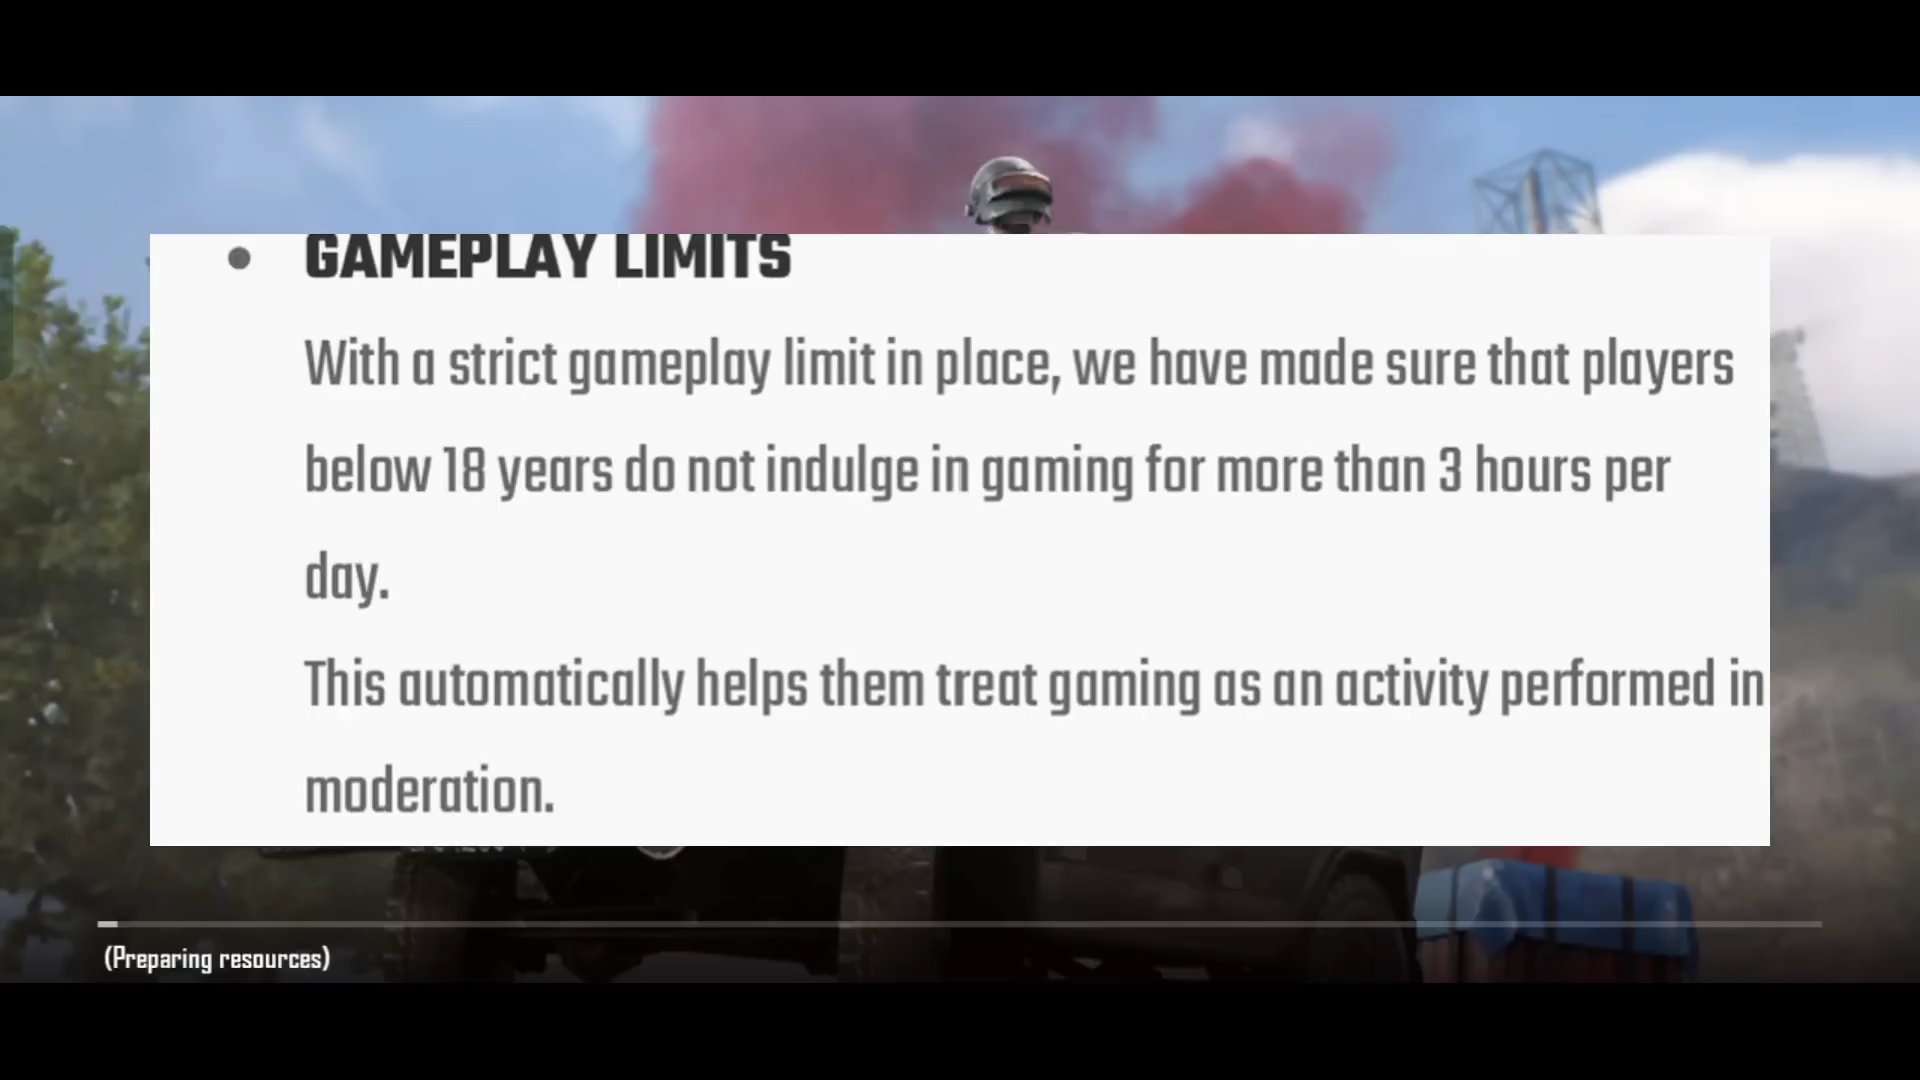 GAMEPLAY LIMITS
With a strict gameplay limit in place, we have made sure that players
below 18 years do not indulge in gaming for more than 3 hours per
day.
This automatically helps them treat gaming as an activity performed in
moderation.
(Preparing resources)